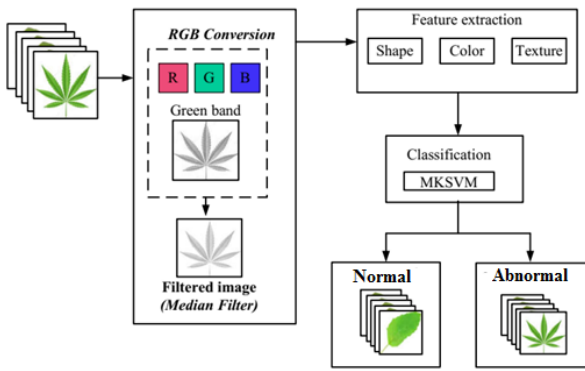 RGB Conversion
R G B
Green band
Filtered image
(Median Filter)
Feature extraction
Shape Color Texture
Classification
MKSVM
Normal
Abnormal